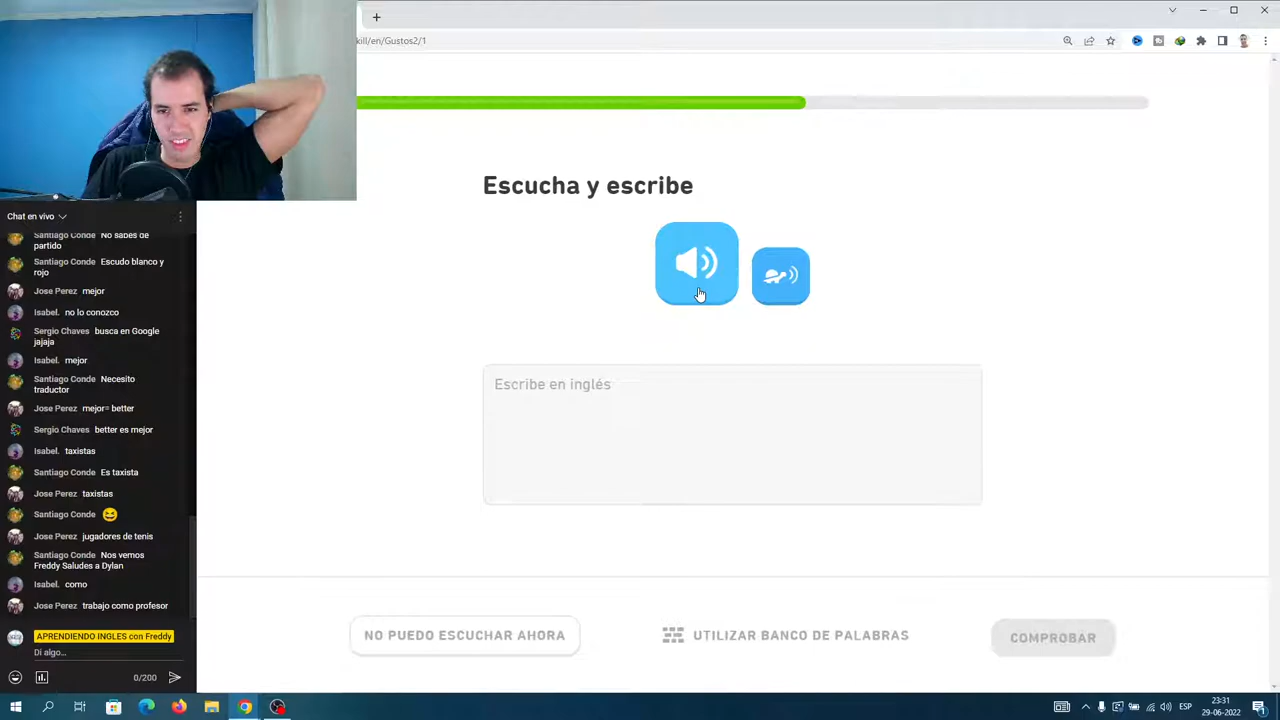 kill/en/Gustos2/1
Escucha y escribe
Escribe en inglés
NO PUEDO ESCUCHAR AHORA
UTILIZAR BANCO DE PALABRAS
COMPROBAR
Chat en vivo
Santiago Conde No sabes de
partido
Santiago Conde Escudo blanco y
rojo
Jose Perez mejor
Isabel. no lo conozco
Sergio Chaves busca en Google
jajaja
Isabel. mejor
Santiago Conde Necesito
traductor
Jose Perez mejor= better
Sergio Chaves better es mejor
Isabel. taxistas
Santiago Conde Es taxista
Jose Perez taxistas
Santiago Conde
Jose Perez jugadores de tenis
Santiago Conde Nos vemos
Freddy Saludes a Dylan
Isabel. como
Jose Perez trabajo como profesor
APRENDIENDO INGLES con Freddy
Di algo...
0/200
ESP
23:31
29-06-2022